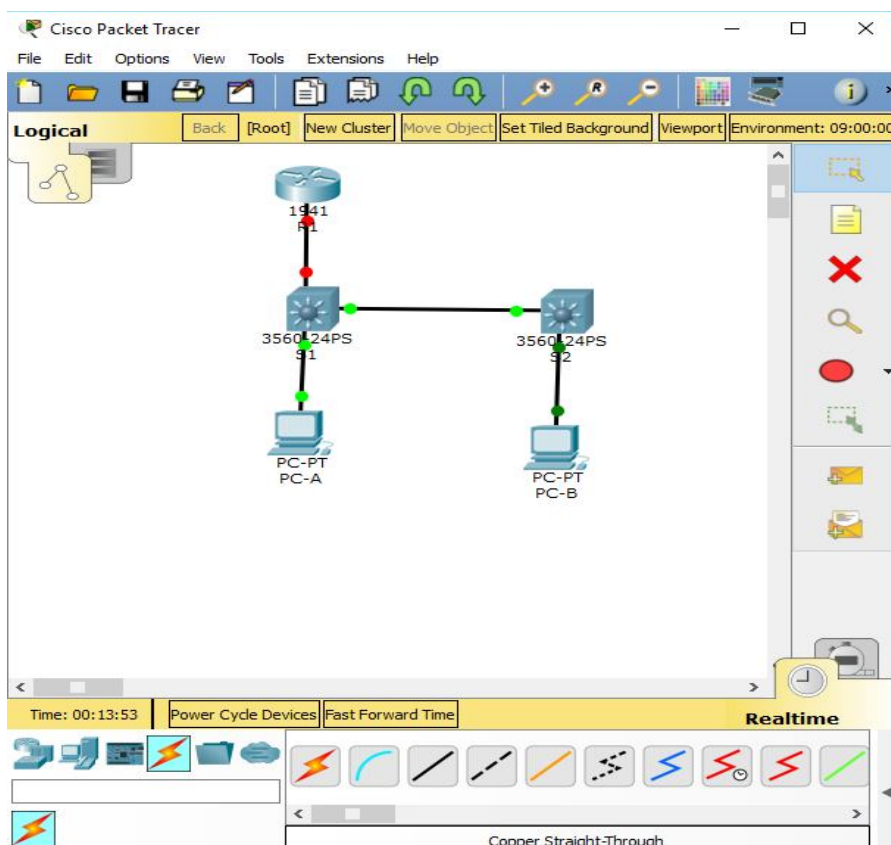 Cisco Packet Tracer
File Edit Options View Tools Extensions Help
Logical Back [Root] New Cluster Move Object Set Tiled Background Viewport Environment: 09:00:00
1941
R1
3560-24PS
S1
3560-24PS
S2
PC-PT
PC-A
PC-PT
PC-B
Time: 00:13:53 Power Cycle Devices Fast Forward Time Realtime
Copper Straight-Through